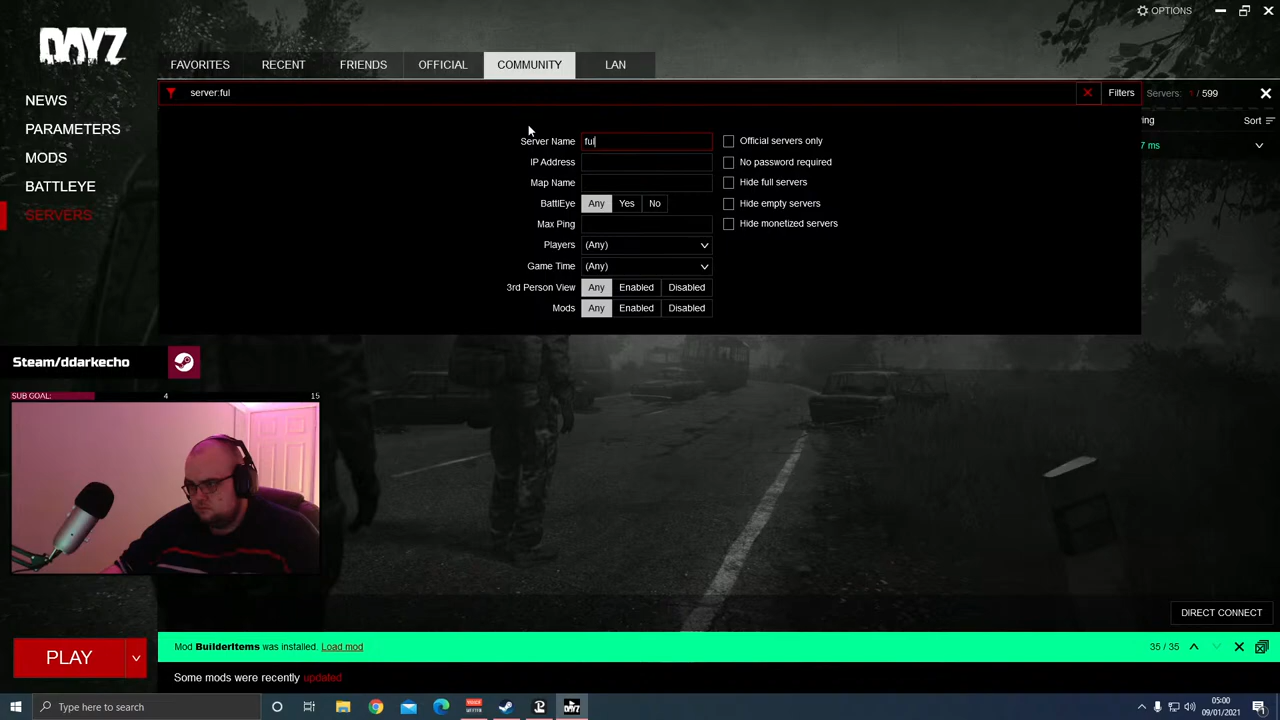 OPTIONS
DAYZ
FAVORITES RECENT FRIENDS OFFICIAL COMMUNITY LAN
server:ful
Filters Servers: 1 / 599
NEWS
PARAMETERS
MODS
BATTLEYE
SERVERS
Sort
7 ms
Server Name ful
IP Address
Map Name
BattlEye Any Yes No
Max Ping
Players (Any)
Game Time (Any)
3rd Person View Any Enabled Disabled
Mods Any Enabled Disabled
Official servers only
No password required
Hide full servers
Hide empty servers
Hide monetized servers
Steam/ddarkecho
SUB GOAL: 4 15
DIRECT CONNECT
PLAY
Mod BuilderItems was installed. Load mod
35 / 35
Some mods were recently updated
Type here to search
05:00
09/01/2021